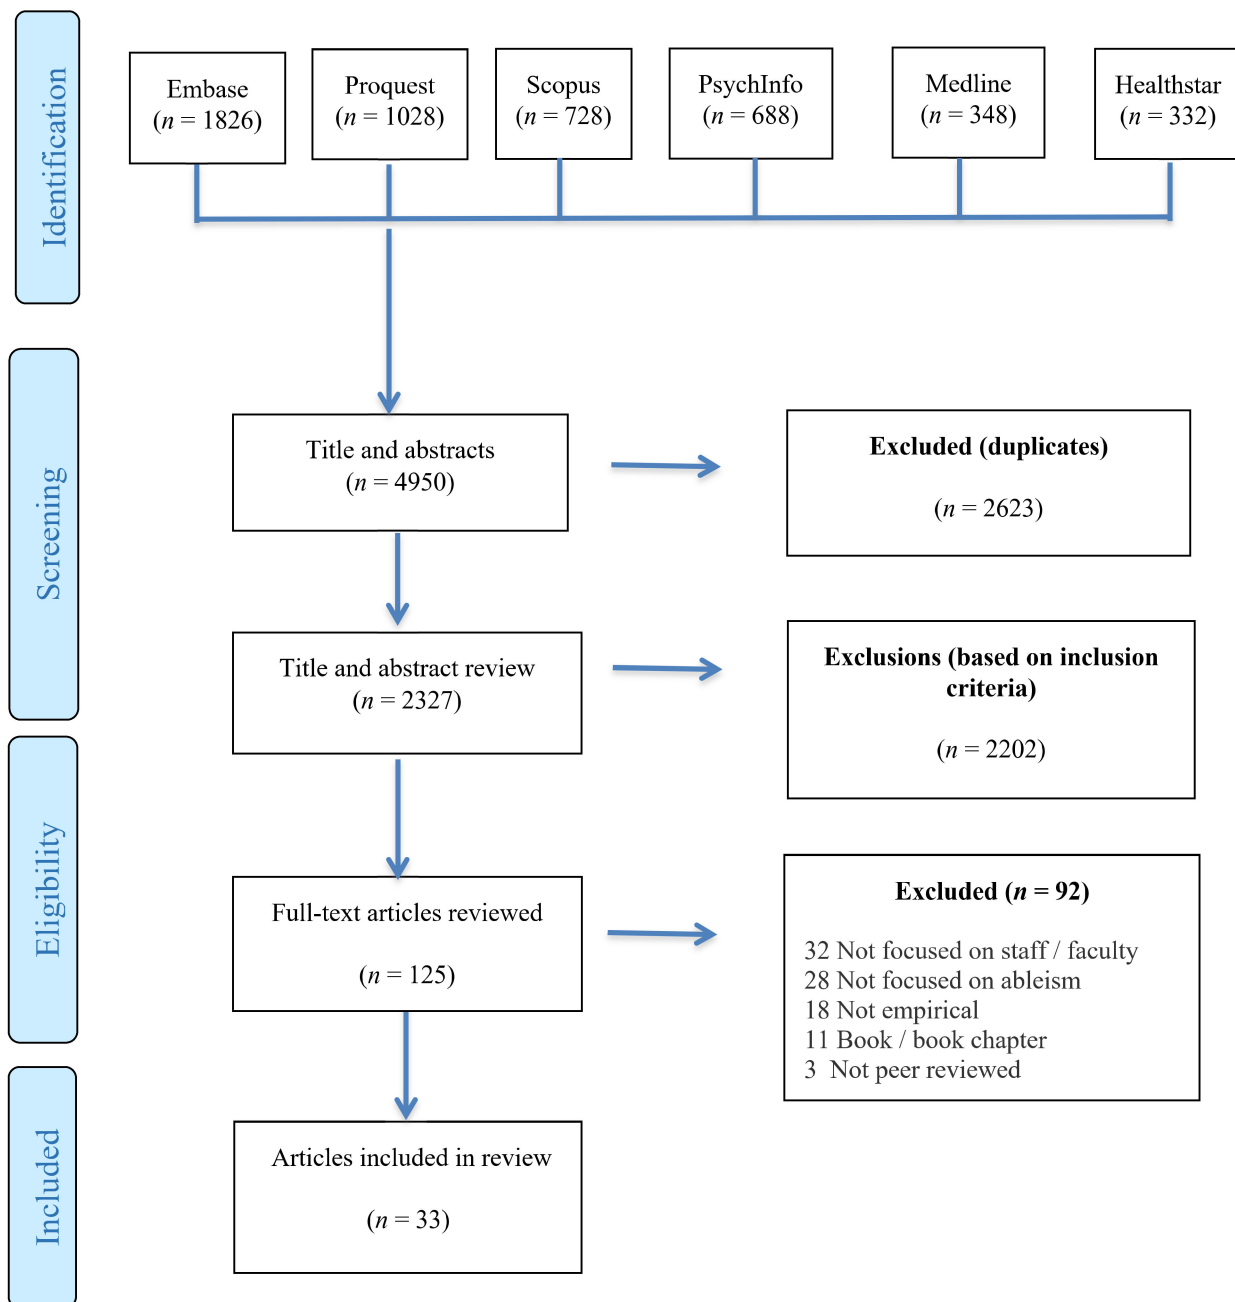 Identification
Embase
(n = 1826)
Proquest
(n = 1028)
Scopus
(n = 728)
PsychInfo
(n = 688)
Medline
(n = 348)
Healthstar
(n = 332)
Screening
Title and abstracts
(n = 4950)
Excluded (duplicates)
(n = 2623)
Title and abstract review
(n = 2327)
Exclusions (based on inclusion
criteria)
(n = 2202)
Eligibility
Full-text articles reviewed
(n = 125)
Excluded (n = 92)
32 Not focused on staff / faculty
28 Not focused on ableism
18 Not empirical
11 Book / book chapter
3 Not peer reviewed
Included
Articles included in review
(n = 33)